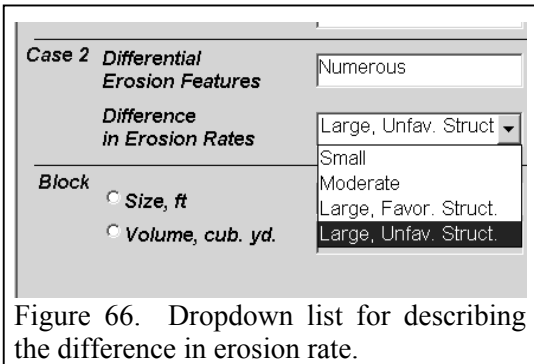 Case 2 Differential
Erosion Features
Numerous
Difference
in Erosion Rates
Large, Unfav. Struct
Small
Moderate
Large, Favor. Struct.
Large, Unfav. Struct.
Block
Size, ft
Volume, cub. yd.
Figure 66. Dropdown list for describing
the difference in erosion rate.